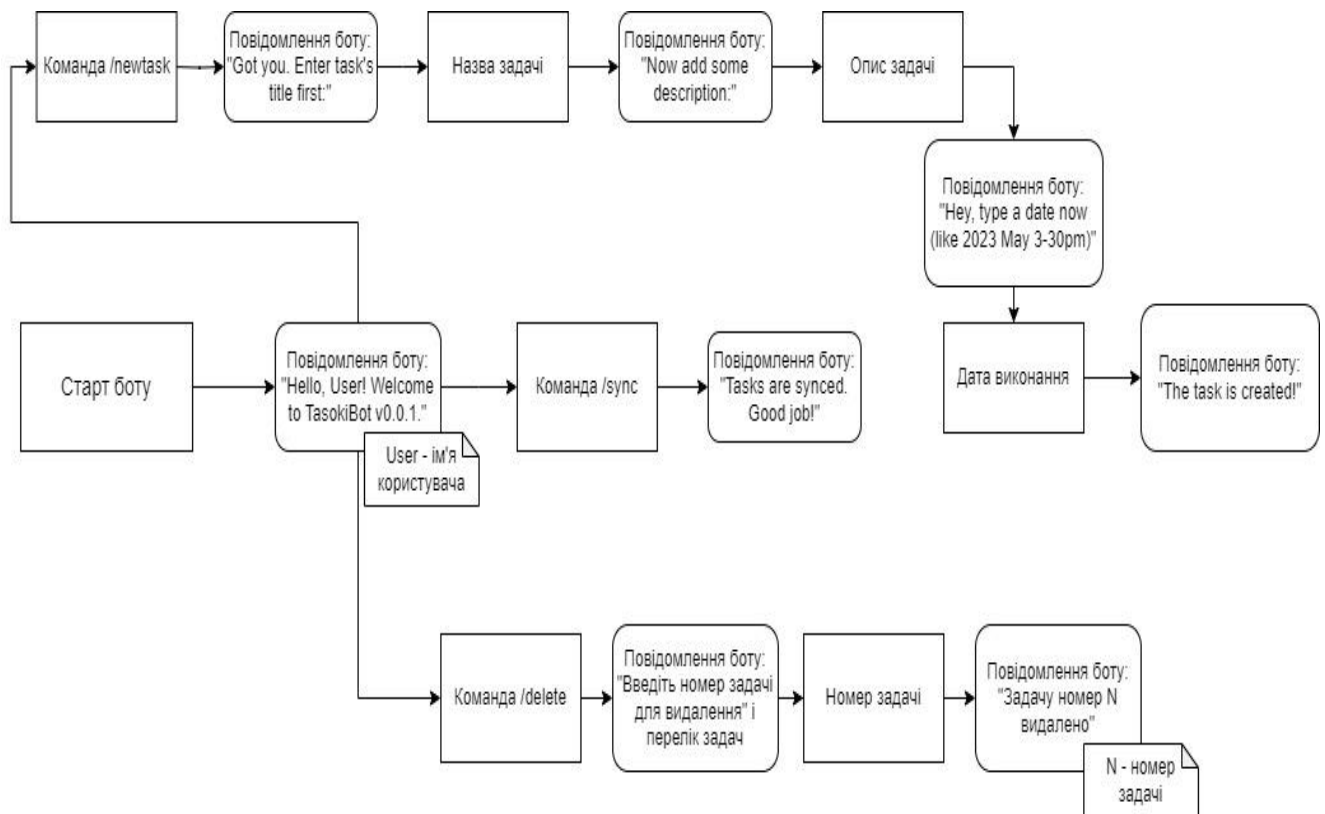 Команда /newtask
Повідомлення боту:
"Got you. Enter task's
title first:"
Назва задачі
Повідомлення боту:
"Now add some
description:"
Опис задачі
Повідомлення боту:
"Hey, type a date now
(like 2023 May 3-30pm)"
Старт боту
Повідомлення боту:
"Hello, User! Welcome
to TasokiBot v0.0.1."
User - ім'я
користувача
Команда /sync
Повідомлення боту:
"Tasks are synced.
Good job!"
Дата виконання
Повідомлення боту:
"The task is created!"
Команда /delete
Повідомлення боту:
"Введіть номер задачі
для видалення" і
перелік задач
Номер задачі
Повідомлення боту:
"Задачу номер N
видалено"
N - номер
задачі